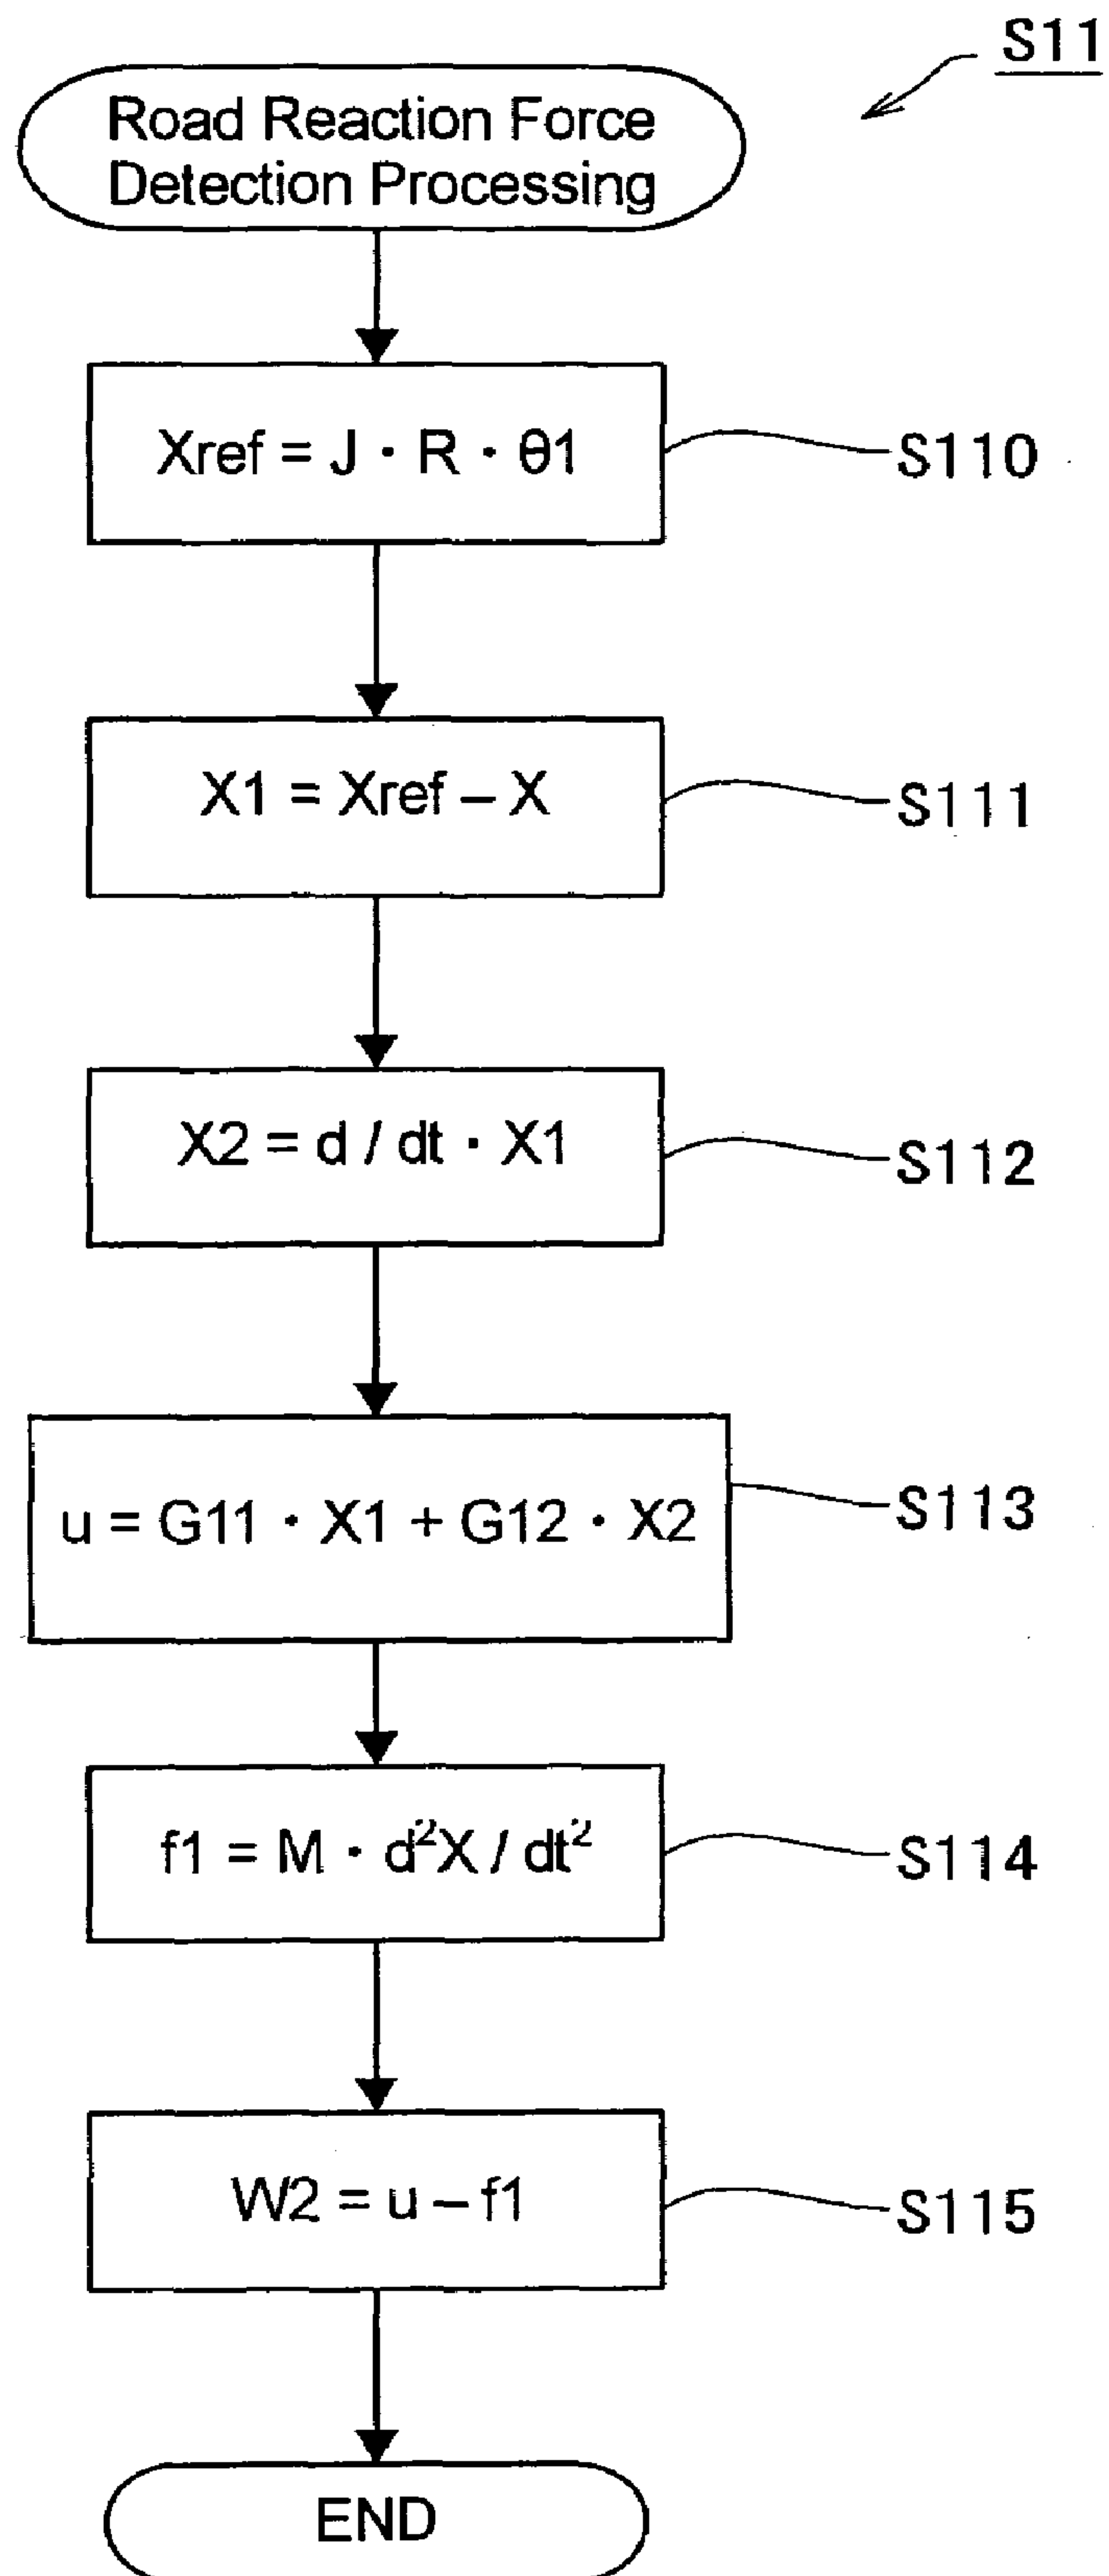 S11
Road Reaction Force
Detection Processing
Xref = J · R · θ1
S110
X1 = Xref – X
S111
X2 = d / dt · X1
S112
u = G11 · X1 + G12 · X2
S113
f1 = M · d²X / dt²
S114
W2 = u – f1
S115
END